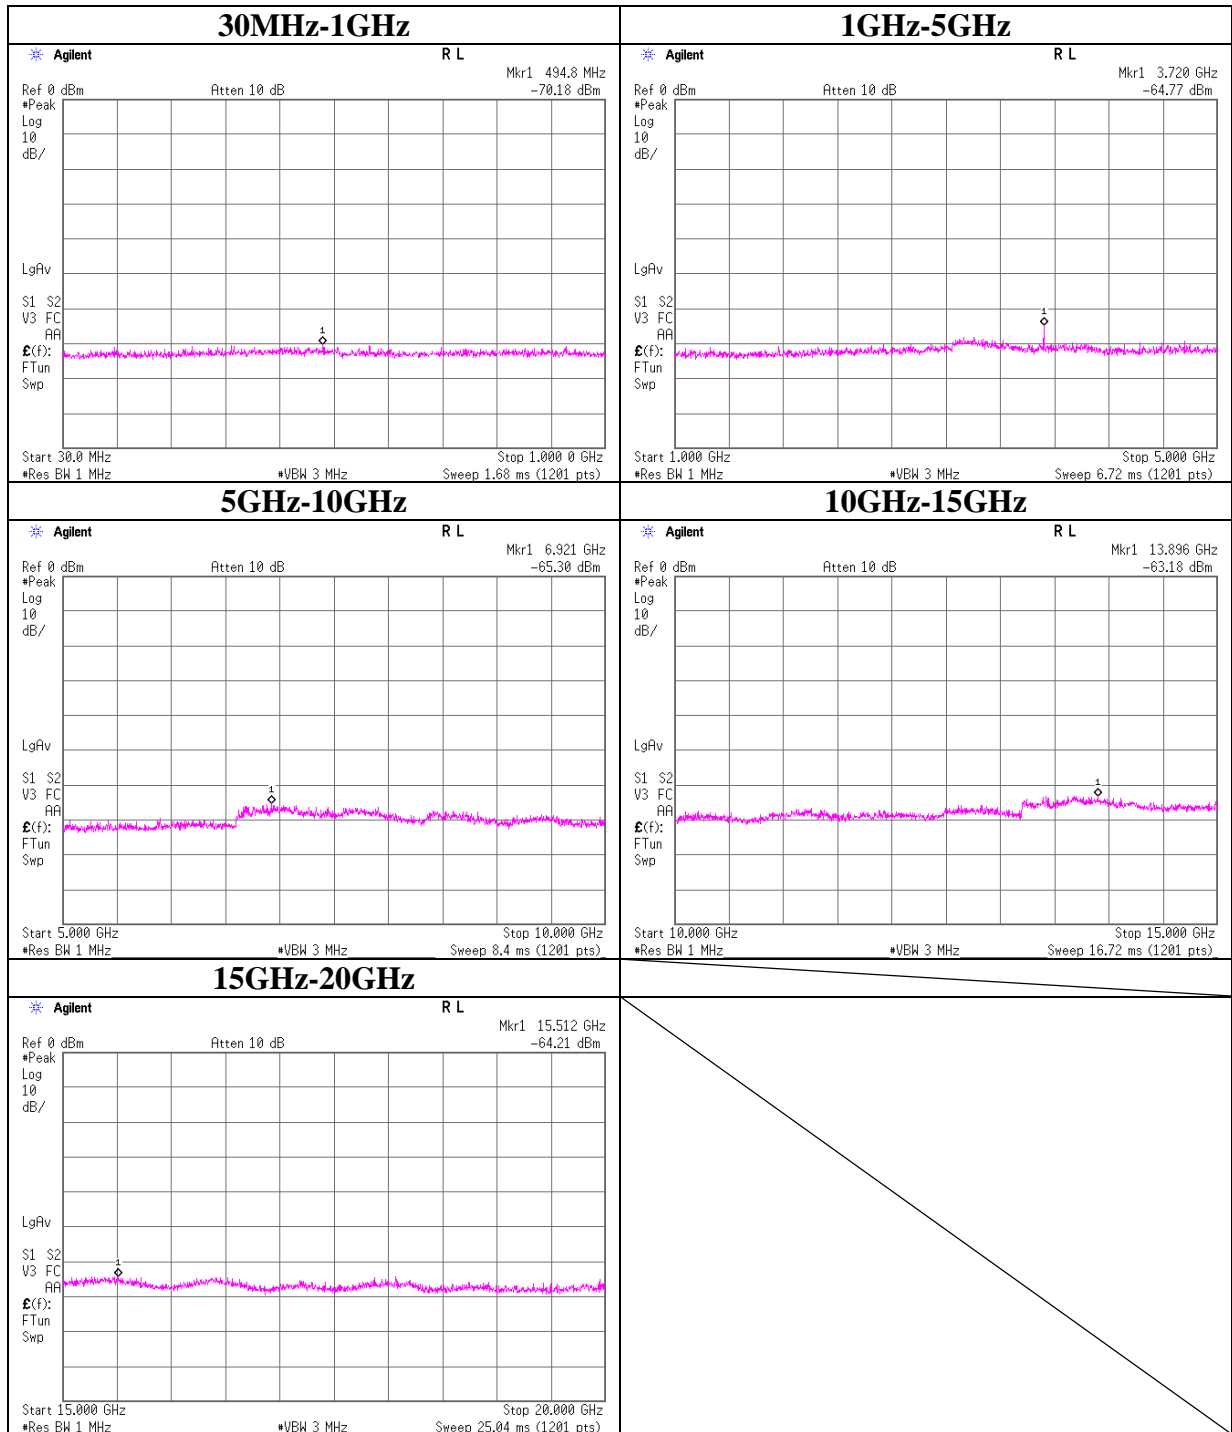 30MHz-1GHz
Agilent R L
Mkr1 494.8 MHz
Ref 0 dBm Atten 10 dB -70.18 dBm
#Peak
Log
10
dB/
LgAv
S1 S2
V3 FC
AA
£(f):
FTun
Swp
1
Start 30.0 MHz Stop 1.000 0 GHz
#Res BW 1 MHz #VBW 3 MHz Sweep 1.68 ms (1201 pts)
1GHz-5GHz
Agilent R L
Mkr1 3.720 GHz
Ref 0 dBm Atten 10 dB -64.77 dBm
#Peak
Log
10
dB/
LgAv
S1 S2
V3 FC
AA
£(f):
FTun
Swp
1
Start 1.000 GHz Stop 5.000 GHz
#Res BW 1 MHz #VBW 3 MHz Sweep 6.72 ms (1201 pts)
5GHz-10GHz
Agilent R L
Mkr1 6.921 GHz
Ref 0 dBm Atten 10 dB -65.30 dBm
#Peak
Log
10
dB/
LgAv
S1 S2
V3 FC
AA
£(f):
FTun
Swp
1
Start 5.000 GHz Stop 10.000 GHz
#Res BW 1 MHz #VBW 3 MHz Sweep 8.4 ms (1201 pts)
10GHz-15GHz
Agilent R L
Mkr1 13.896 GHz
Ref 0 dBm Atten 10 dB -63.18 dBm
#Peak
Log
10
dB/
LgAv
S1 S2
V3 FC
AA
£(f):
FTun
Swp
1
Start 10.000 GHz Stop 15.000 GHz
#Res BW 1 MHz #VBW 3 MHz Sweep 16.72 ms (1201 pts)
15GHz-20GHz
Agilent R L
Mkr1 15.512 GHz
Ref 0 dBm Atten 10 dB -64.21 dBm
#Peak
Log
10
dB/
LgAv
S1 S2
V3 FC
AA
£(f):
FTun
Swp
1
Start 15.000 GHz Stop 20.000 GHz
#Res BW 1 MHz #VBW 3 MHz Sweep 25.04 ms (1201 pts)